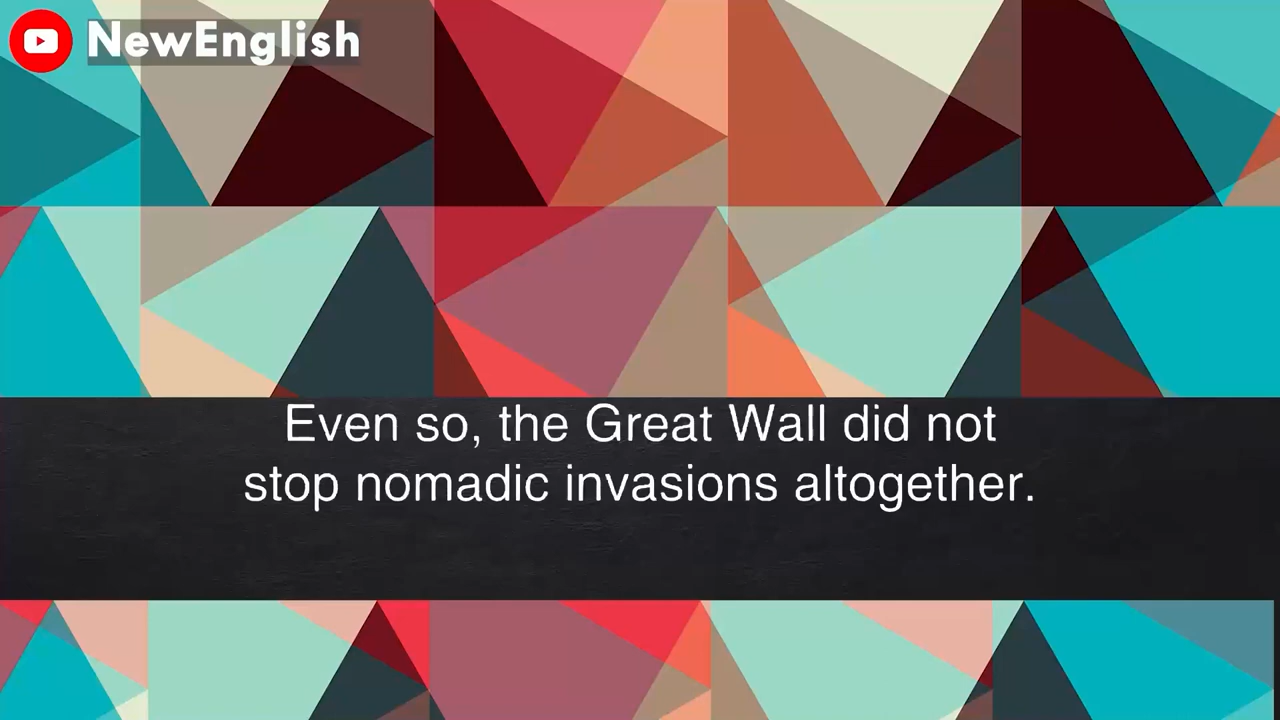 NewEnglish
Even so, the Great Wall did not
stop nomadic invasions altogether.